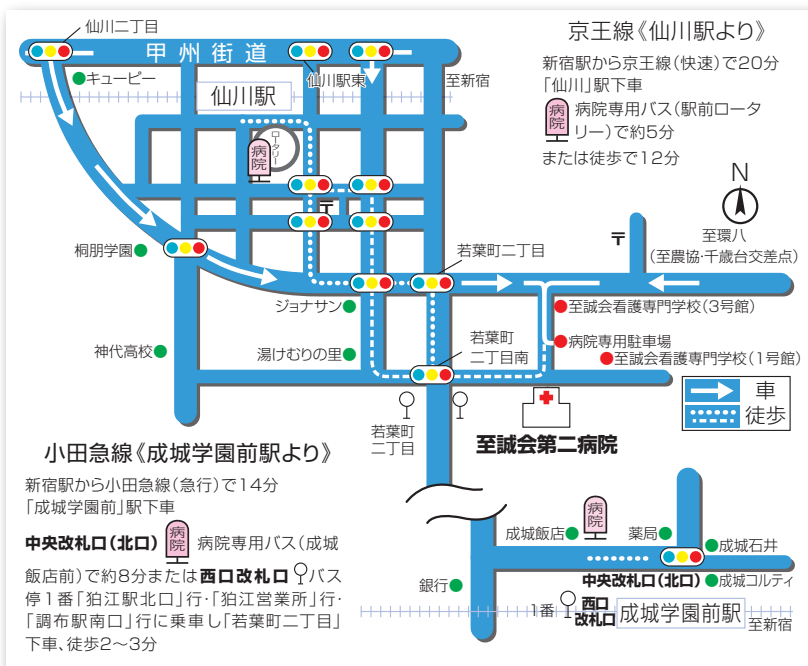 仙川二丁目
甲州街道
キューピー
仙川駅
仙川駅東
至新宿
病院
ロータリー
〒
桐朋学園
若葉町二丁目
ジョナサン
神代高校
湯けむりの里
若葉町
二丁目南
若葉町
二丁目
至誠会第二病院
京王線《仙川駅より》
新宿駅から京王線(快速)で20分
「仙川」駅下車
病院 病院専用バス(駅前ロータ
リー)で約5分
または徒歩で12分
N
〒
至環八
(至農協・千歳台交差点)
至誠会看護専門学校(3号館)
病院専用駐車場
至誠会看護専門学校(1号館)
車
徒歩
小田急線《成城学園前駅より》
新宿駅から小田急線(急行)で14分
「成城学園前」駅下車
中央改札口(北口) 病院 病院専用バス(成城
飯店前)で約8分または西口改札口 バス
停1番「狛江駅北口」行・「狛江営業所」行・
「調布駅南口」行に乗車し「若葉町二丁目」
下車、徒歩2〜3分
成城飯店
病院
薬局
成城石井
中央改札口(北口)
成城コルティ
銀行
1番
西口
改札口
成城学園前駅
至新宿